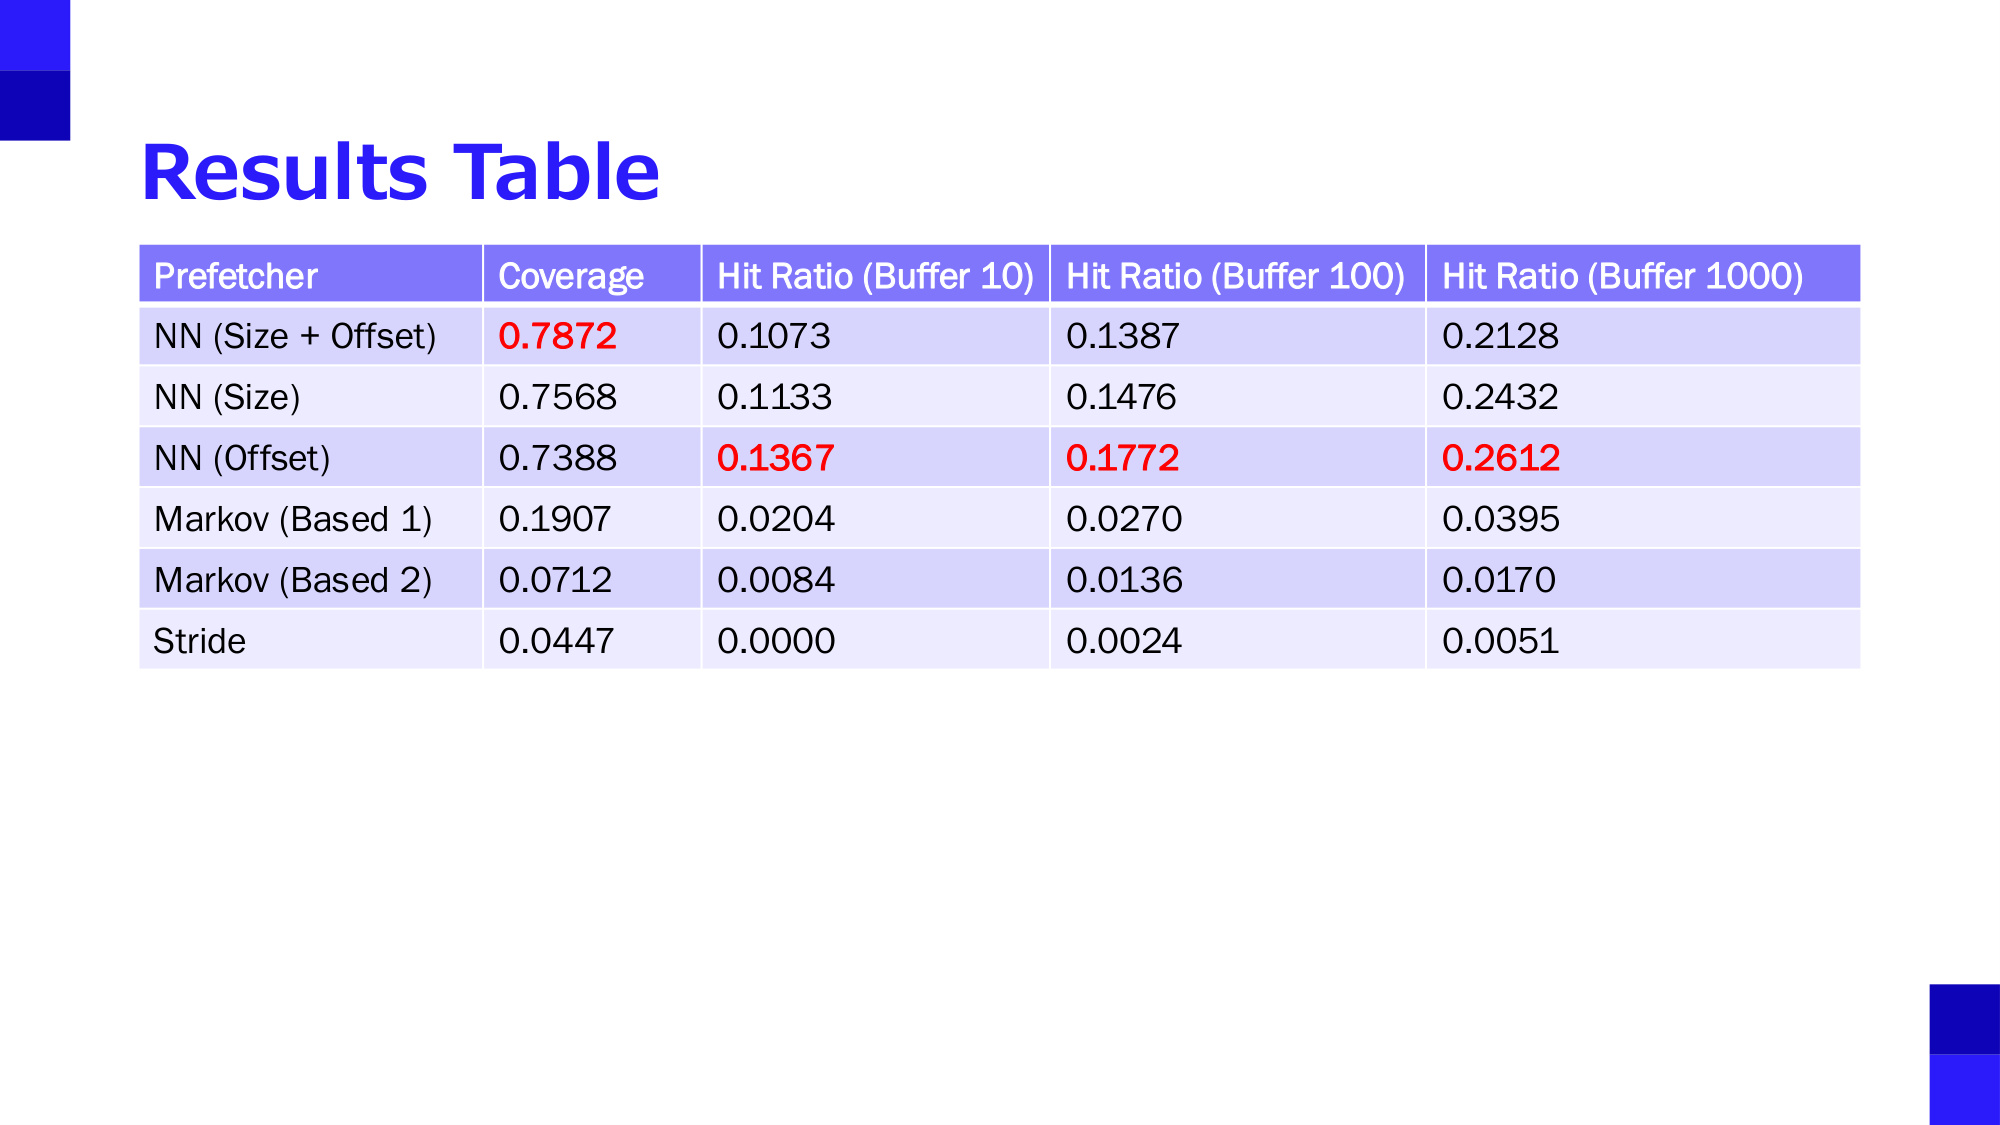 Results Table
Prefetcher Coverage Hit Ratio (Buffer 10) Hit Ratio (Buffer 100) Hit Ratio (Buffer 1000)
NN (Size + Offset) 0.7872 0.1073 0.1387 0.2128
NN (Size) 0.7568 0.1133 0.1476 0.2432
NN (Offset) 0.7388 0.1367 0.1772 0.2612
Markov (Based 1) 0.1907 0.0204 0.0270 0.0395
Markov (Based 2) 0.0712 0.0084 0.0136 0.0170
Stride 0.0447 0.0000 0.0024 0.0051